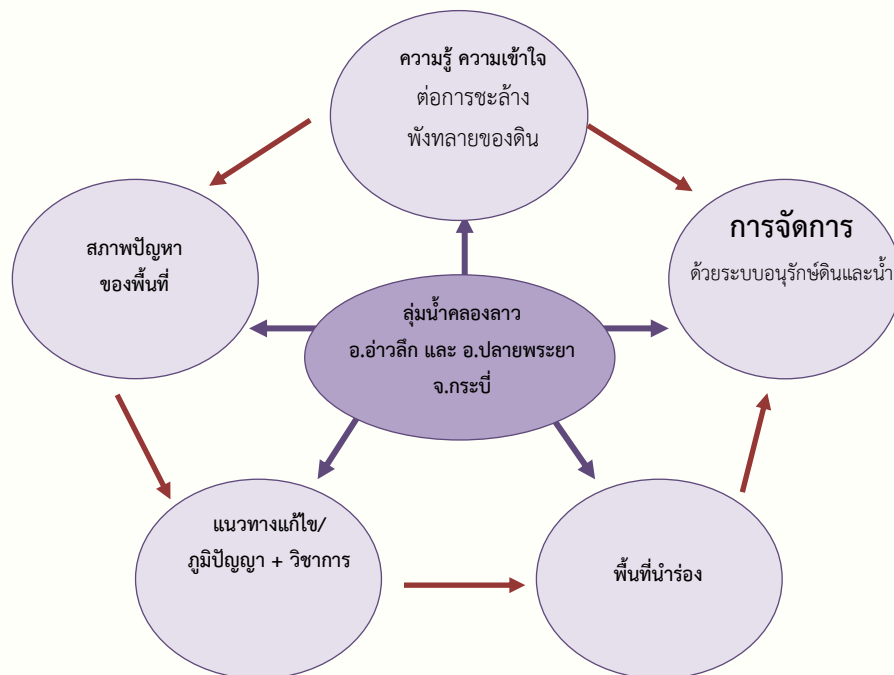 ความรู้ ความเข้าใจ
ต่อการชะล้าง
พังทลายของดิน
สภาพปัญหา
ของพื้นที่
การจัดการ
ด้วยระบบอนุรักษ์ดินและน้ำ
ลุ่มน้ำคลองลาว
อ.อ่าวลึก และ อ.ปลายพระยา
จ.กระบี่
แนวทางแก้ไข/
ภูมิปัญญา + วิชาการ
พื้นที่นำร่อง